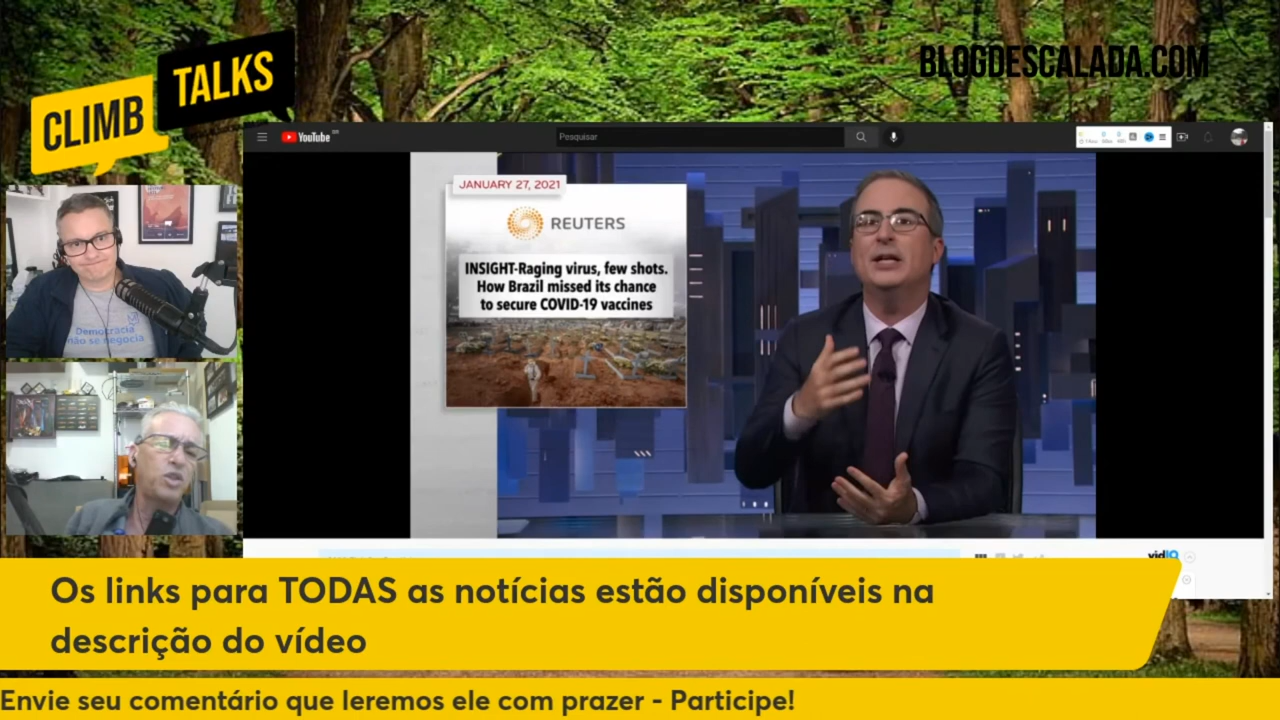 CLIMB
TALKS
BLOGDESCALADA.COM
YouTube
Pesquisar
JANUARY 27, 2021
REUTERS
INSIGHT-Raging virus, few shots.
How Brazil missed its chance
to secure COVID-19 vaccines
Democracia
não se negocia
vidIQ
Os links para TODAS as notícias estão disponíveis na
descrição do vídeo
Envie seu comentário que leremos ele com prazer - Participe!